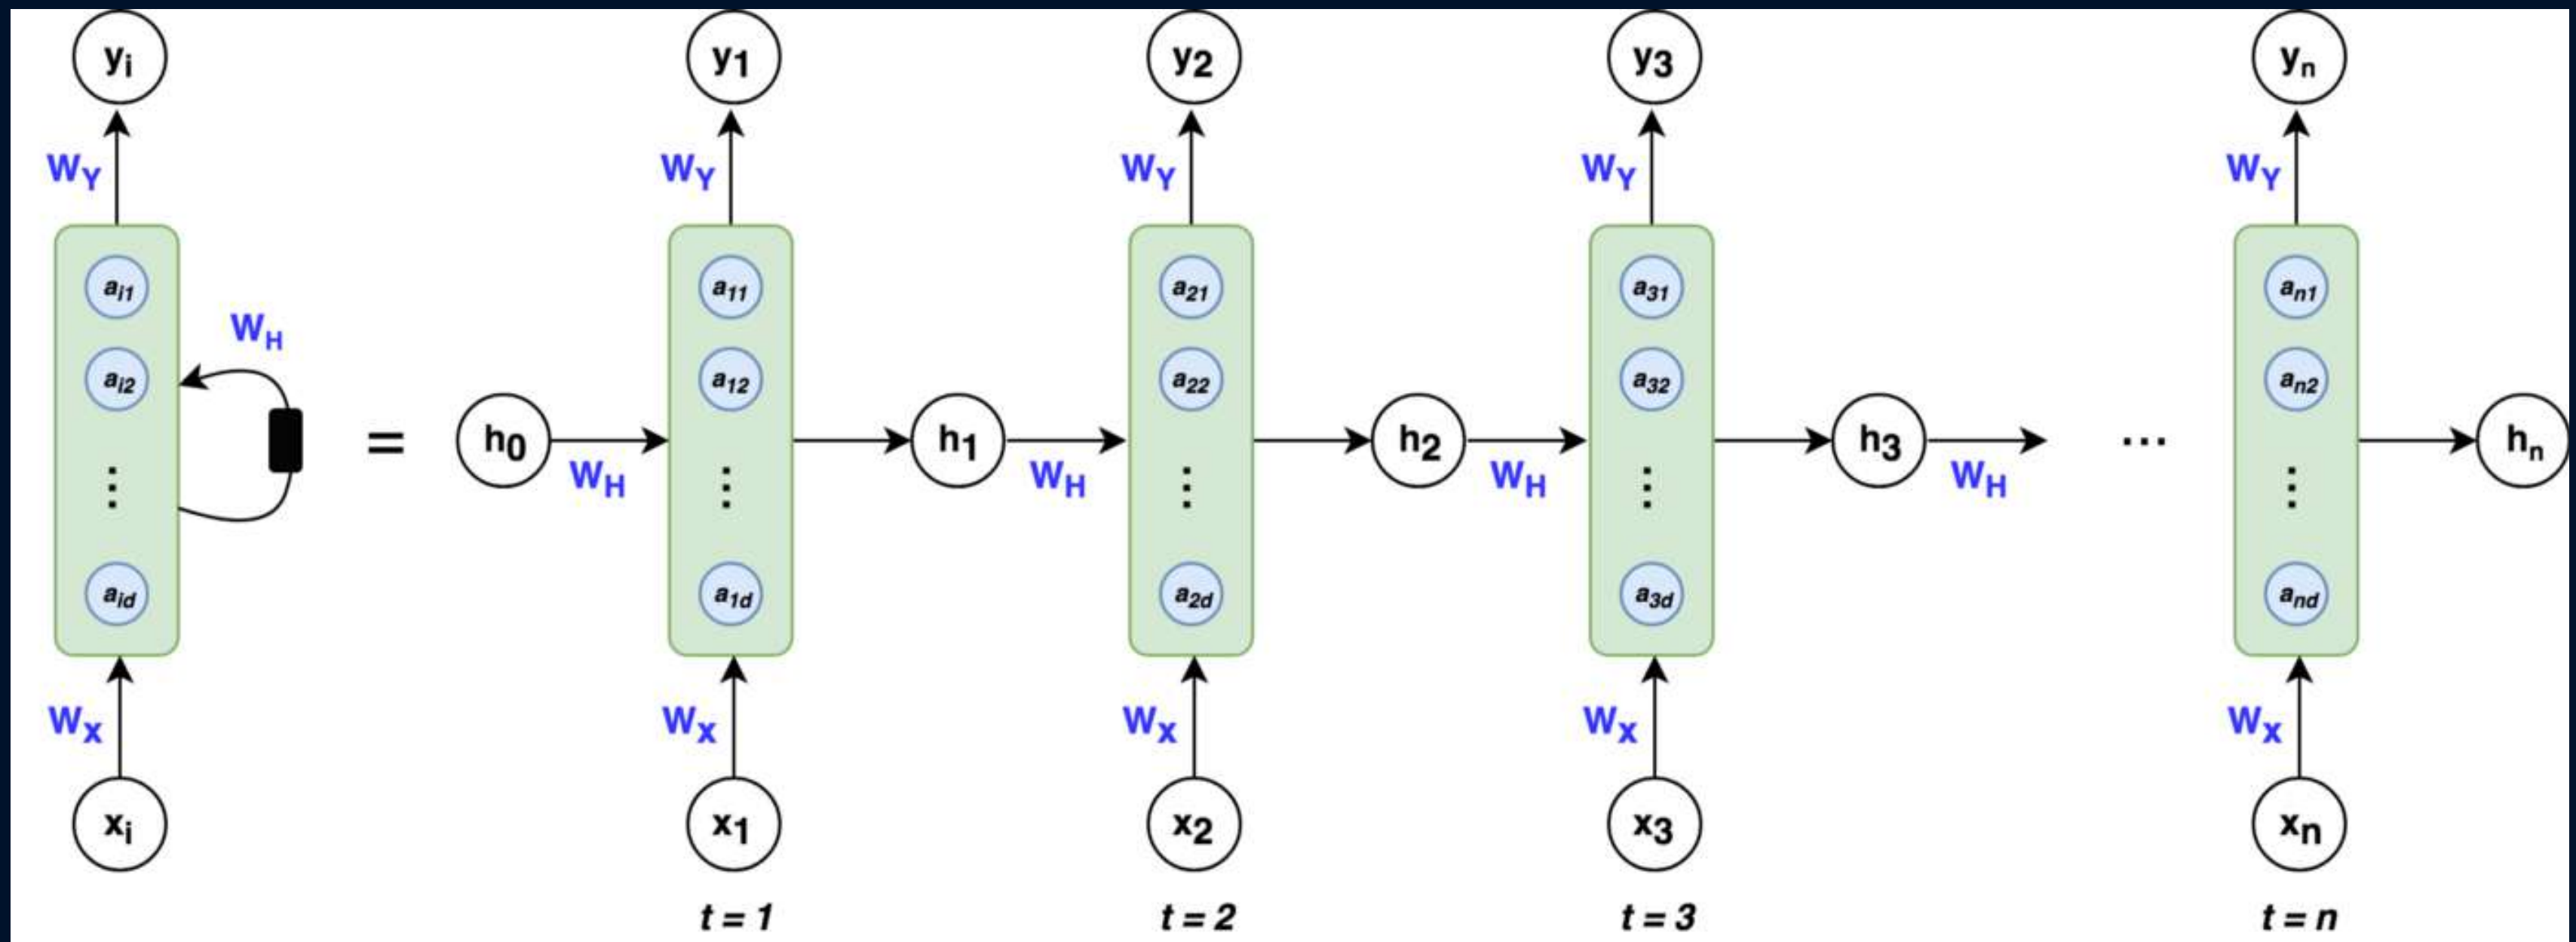 yi y1 y2 y3 yn
WY WY WY WY WY
ai1 a11 a21 a31 an1
WH
ai2 a12 a22 a32 an2
= h0 h1 h2 h3 ... hn
WH WH WH WH
⋮ ⋮ ⋮ ⋮ ⋮
aid a1d a2d a3d and
WX WX WX WX WX
xi x1 x2 x3 xn
t = 1 t = 2 t = 3 t = n